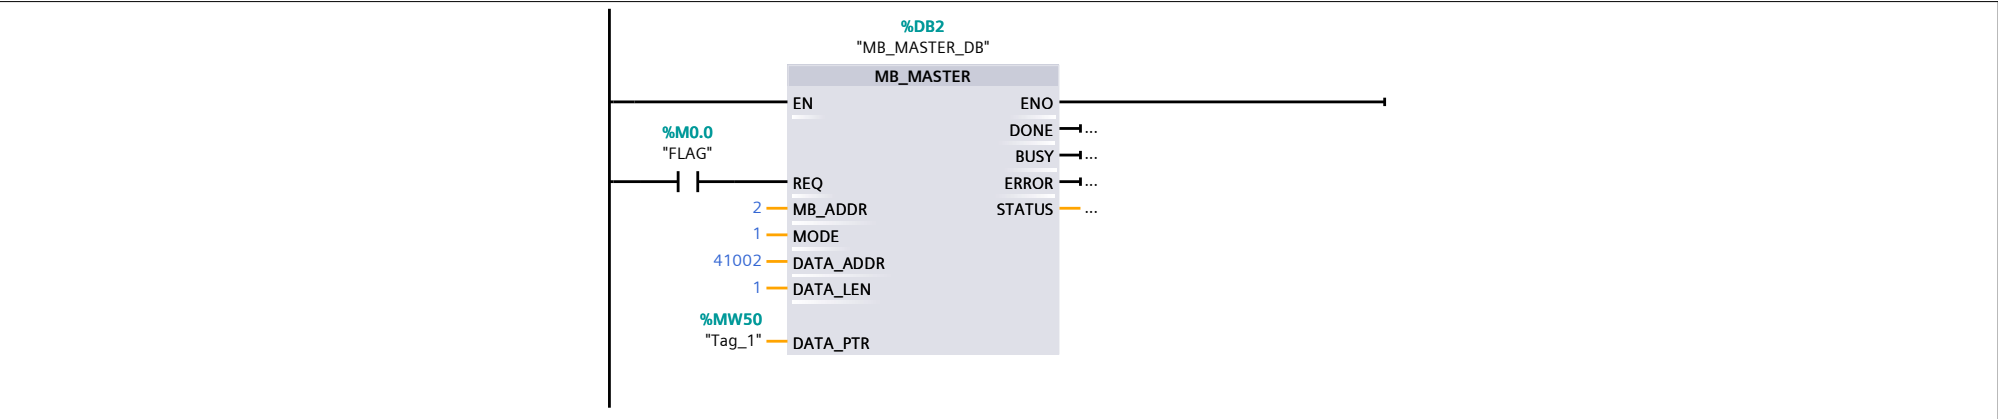 %DB2
"MB_MASTER_DB"
MB_MASTER
EN ENO
DONE ...
%M0.0
"FLAG"
BUSY ...
REQ ERROR ...
2 MB_ADDR STATUS ...
1 MODE
41002 DATA_ADDR
1 DATA_LEN
%MW50
"Tag_1" DATA_PTR